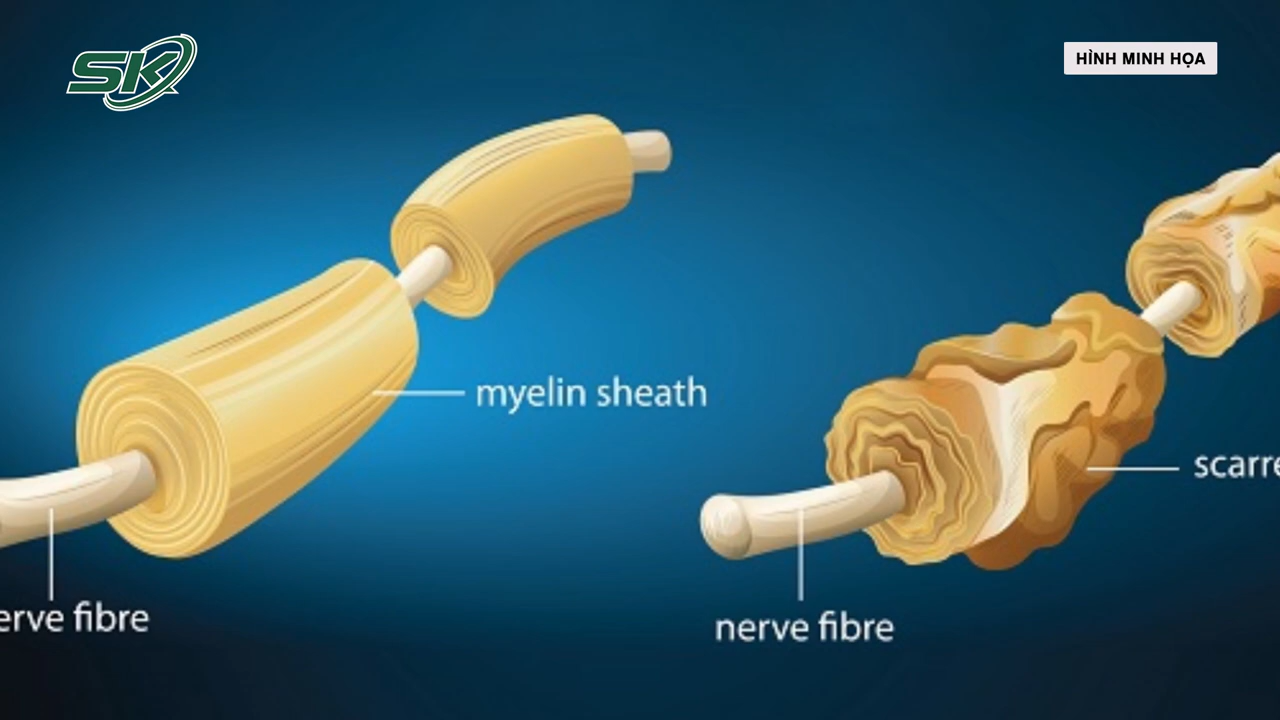 SK
HÌNH MINH HỌA
myelin sheath
scarre
erve fibre
nerve fibre